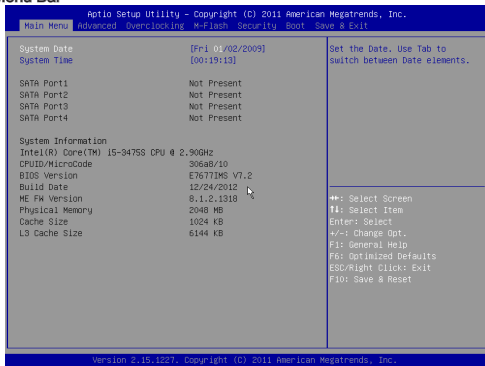 Menu Bar
Aptio Setup Utility – Copyright (C) 2011 American Megatrends, Inc.
Main Menu Advanced Overclocking M-Flash Security Boot Save & Exit
System Date [Fri 01/02/2009] Set the Date. Use Tab to
System Time [00:19:13] switch between Date elements.
SATA Port1 Not Present
SATA Port2 Not Present
SATA Port3 Not Present
SATA Port4 Not Present
System Information
Intel(R) Core(TM) i5-3475S CPU @ 2.90GHz
CPUID/MicroCode 306a8/10
BIOS Version E7677IMS V7.2
Build Date 12/24/2012
ME FW Version 8.1.2.1318 →←: Select Screen
Physical Memory 2048 MB ↑↓: Select Item
Cache Size 1024 KB Enter: Select
L3 Cache Size 6144 KB +/-: Change Opt.
F1: General Help
F6: Optimized Defaults
ESC/Right Click: Exit
F10: Save & Reset
Version 2.15.1227. Copyright (C) 2011 American Megatrends, Inc.